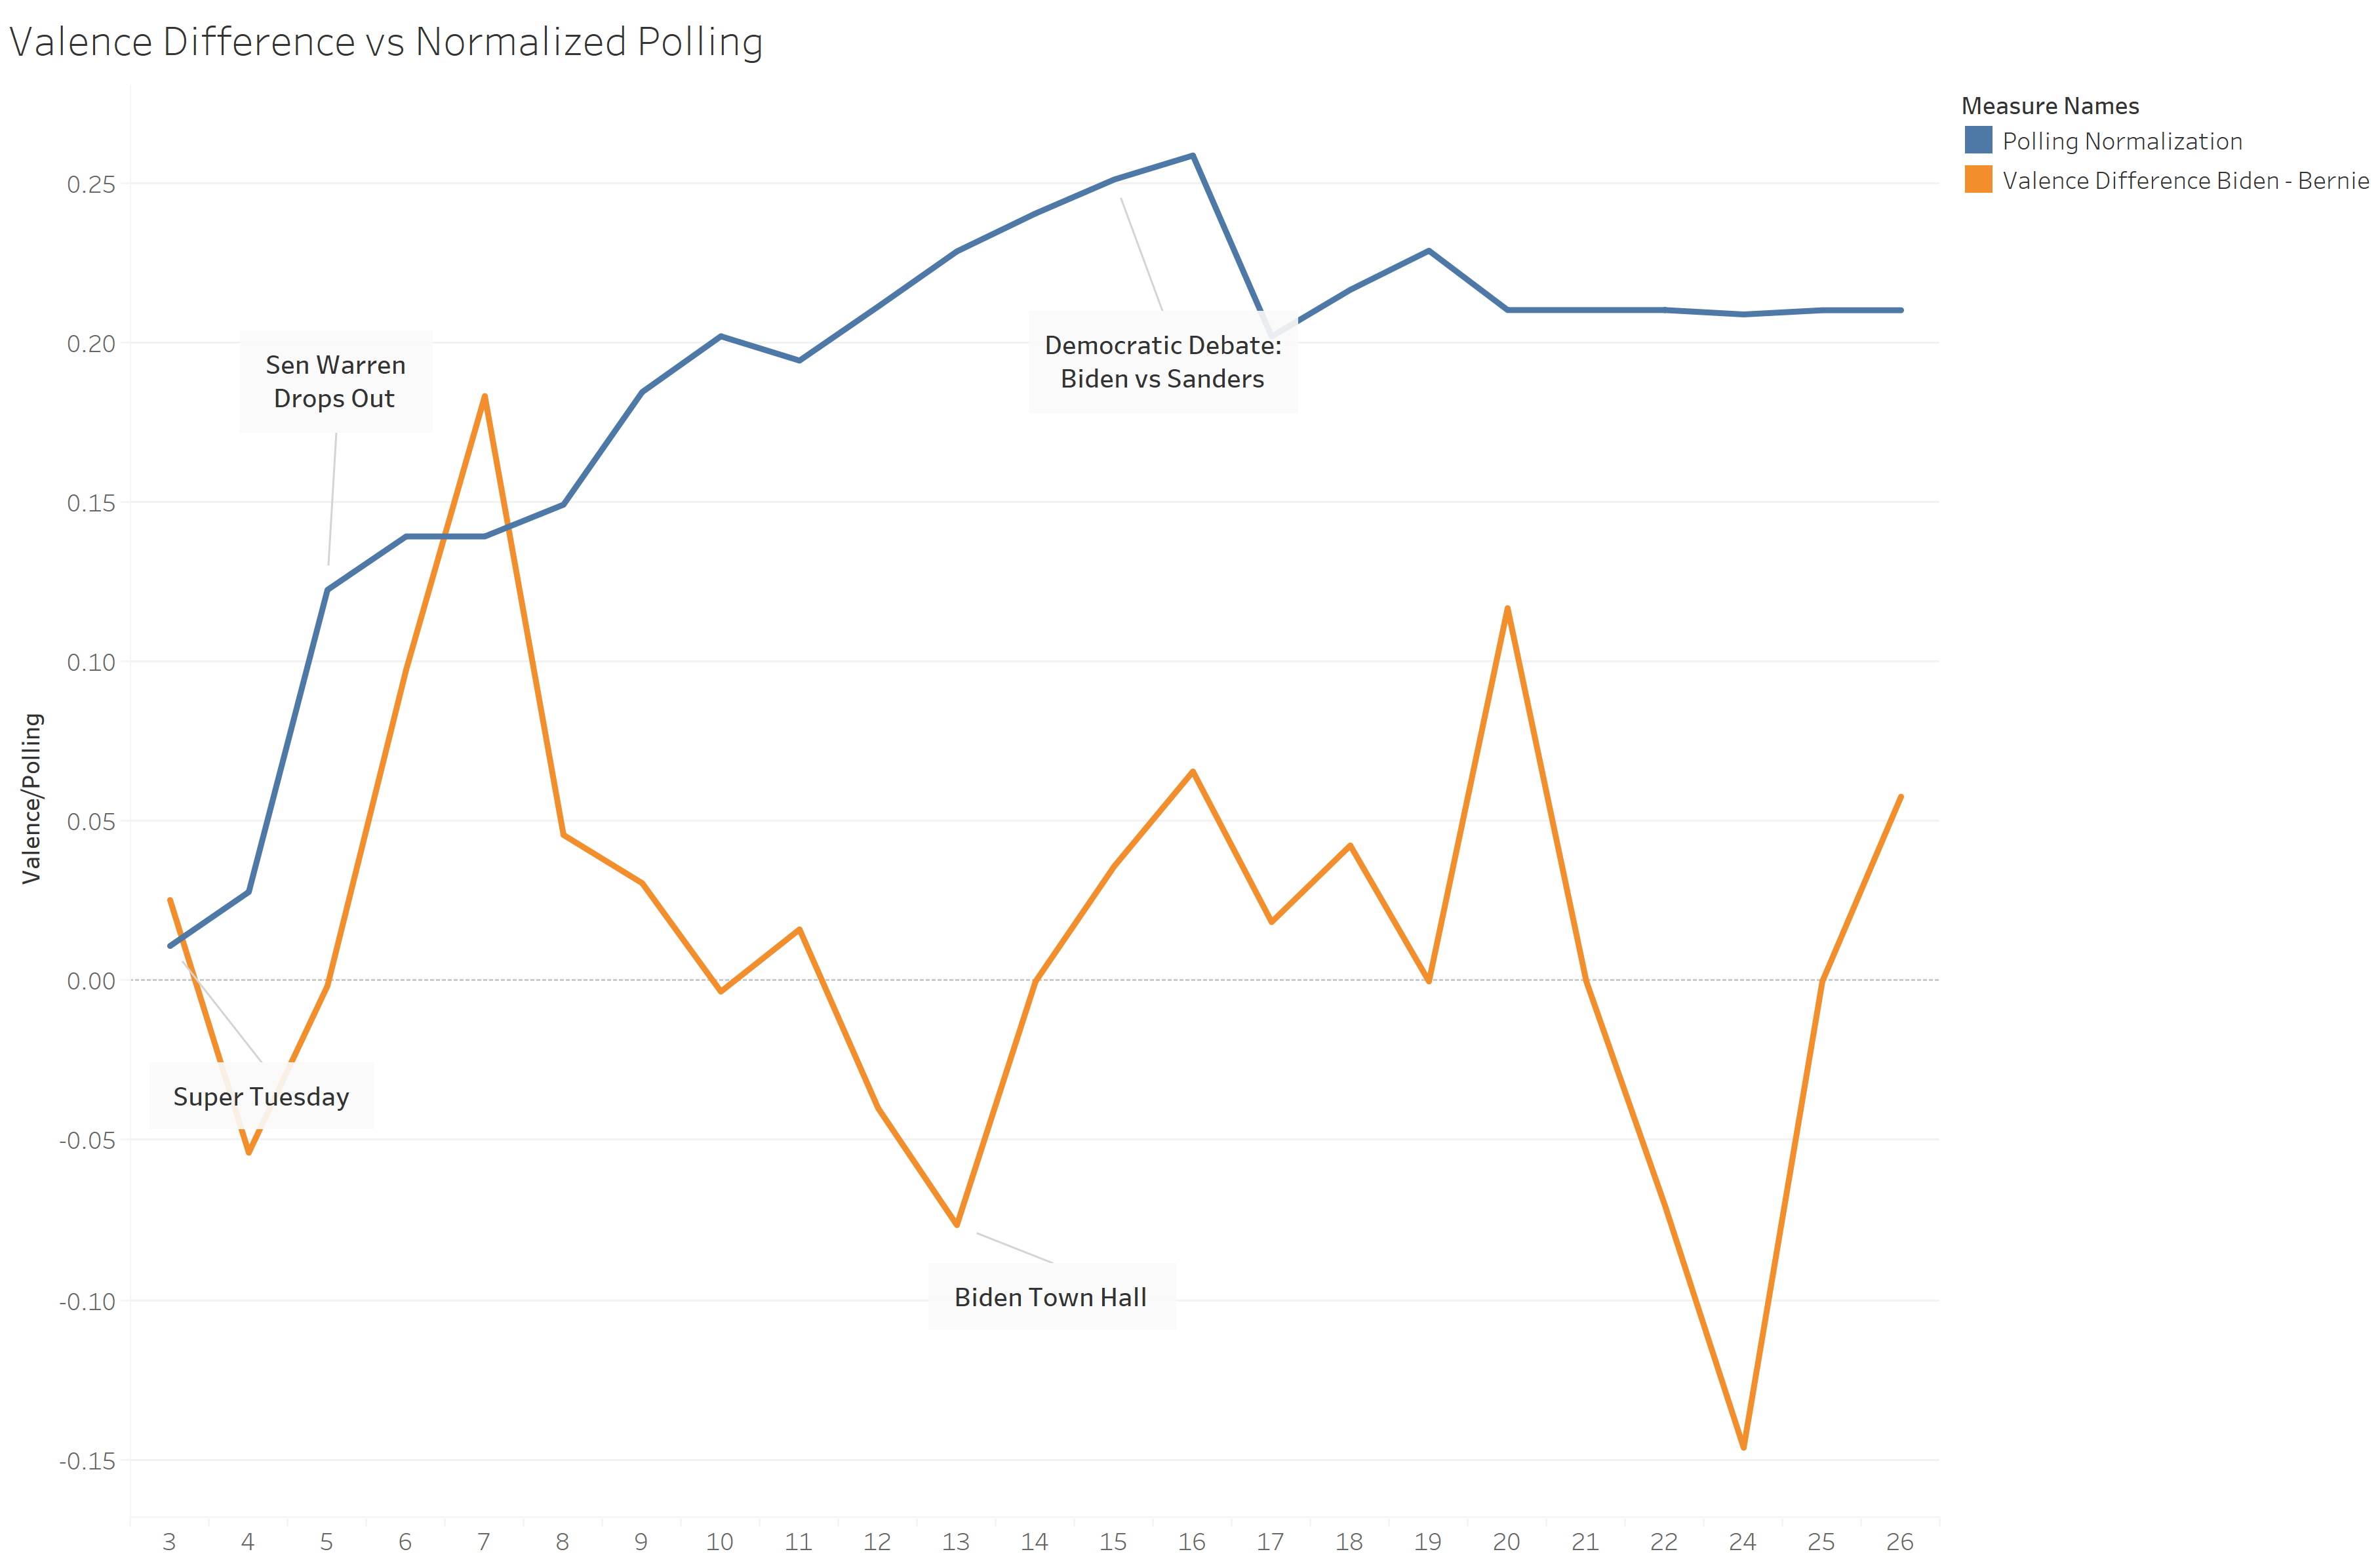 Valence Difference vs Normalized Polling
Measure Names
Polling Normalization
Valence Difference Biden - Bernie
Valence/Polling
0.25
0.20
0.15
0.10
0.05
0.00
-0.05
-0.10
-0.15
Sen Warren
Drops Out
Democratic Debate:
Biden vs Sanders
Super Tuesday
Biden Town Hall
3 4 5 6 7 8 9 10 11 12 13 14 15 16 17 18 19 20 21 22 24 25 26